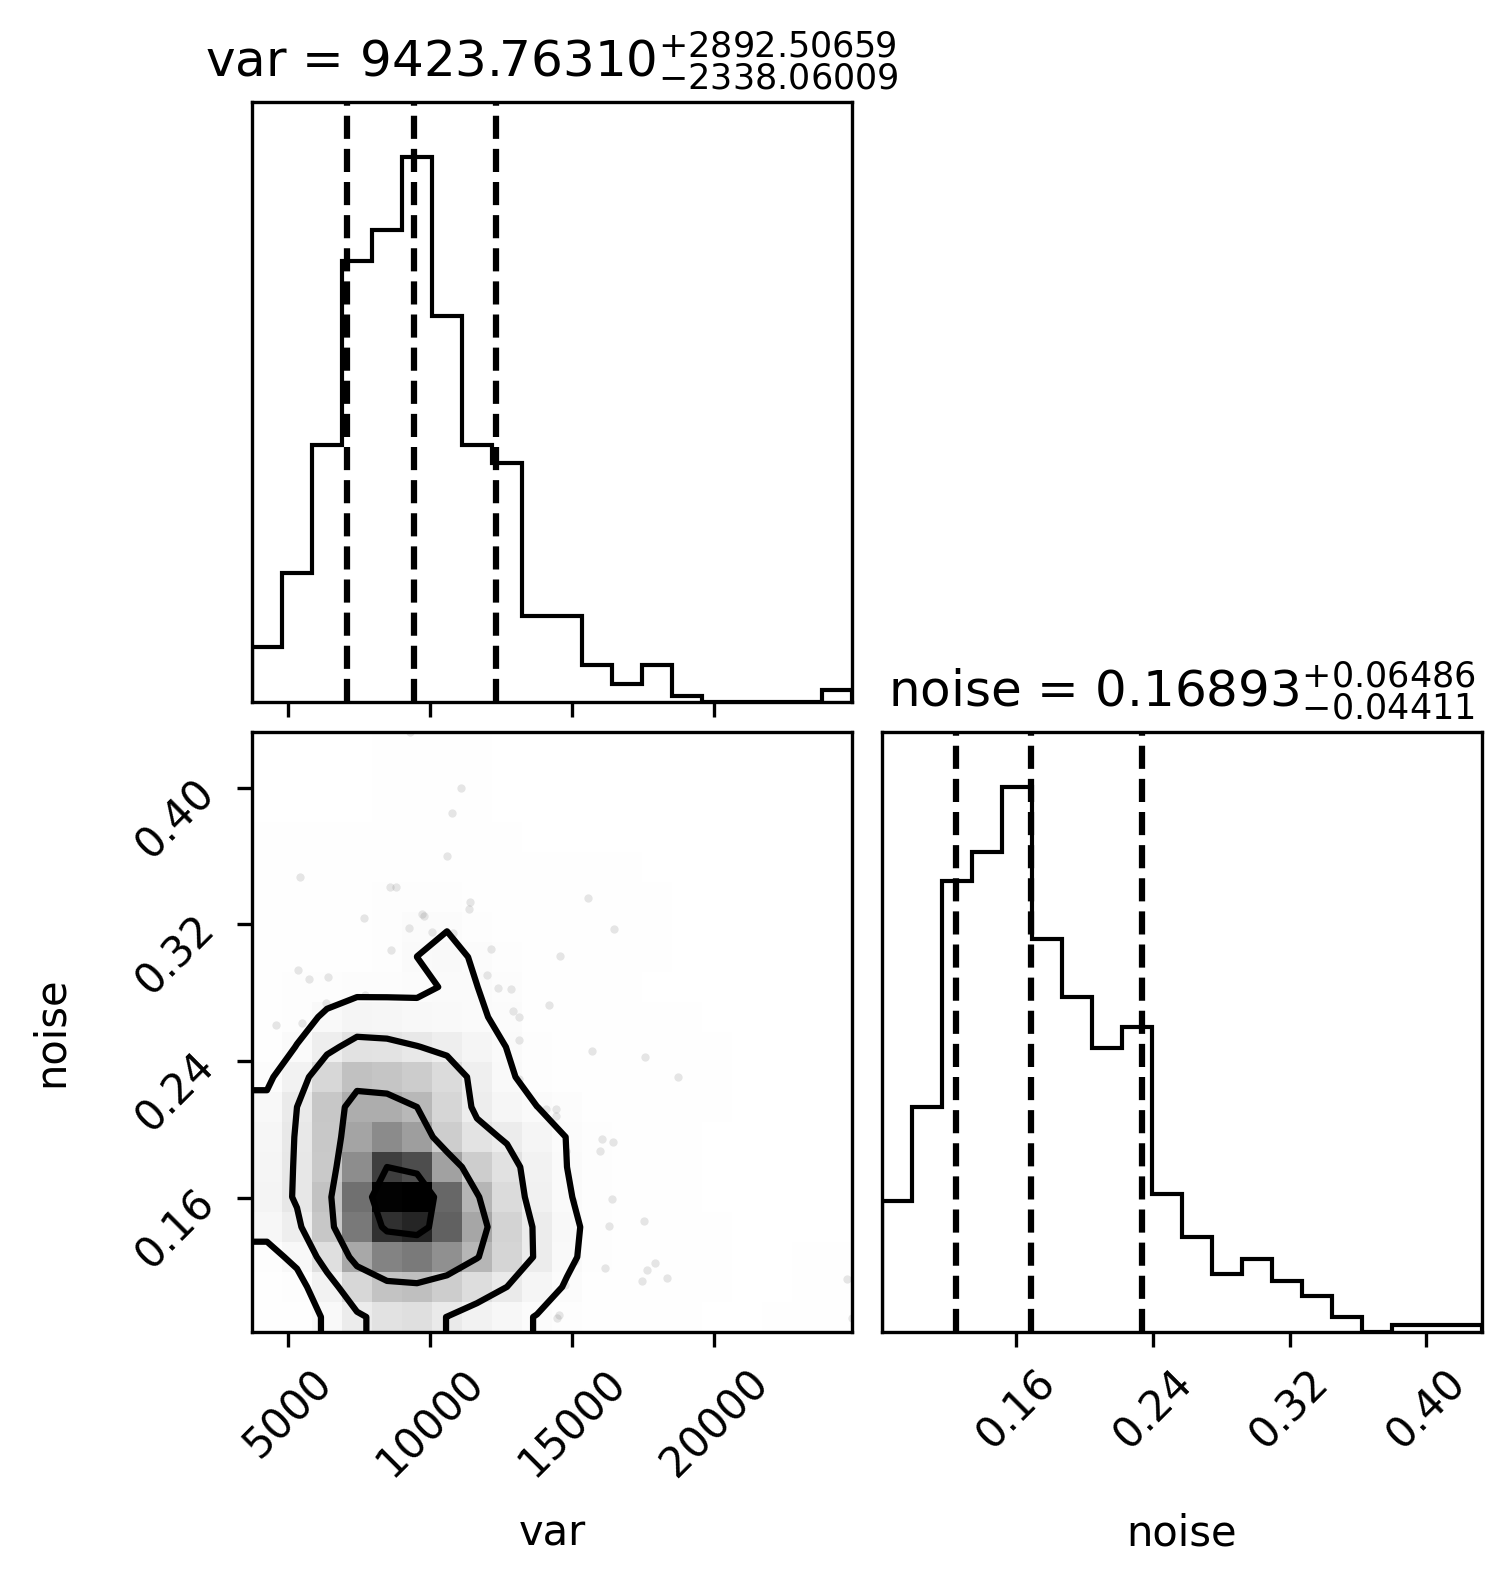 var = 9423.76310+2892.50659
−2338.06009
noise = 0.16893+0.06486
−0.04411
0.40
0.32
0.24
0.16
noise
5000 10000 15000 20000
var
0.16 0.24 0.32 0.40
noise